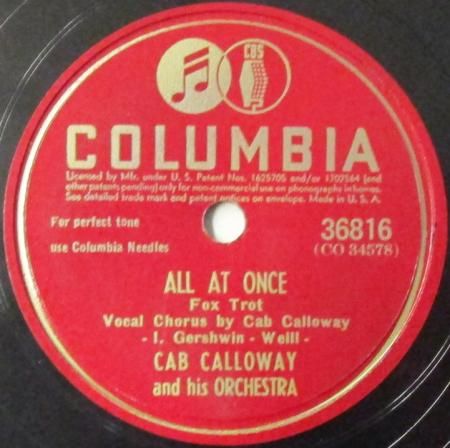 CBS
COLUMBIA
Licensed by Mfr. under U. S. Patent Nos. 1625705 and/or 1702564 (and
other patents pending) only for non-commercial use on phonographs in homes.
See detailed trade mark and patent notices on envelope. Made in U. S. A.
For perfect tone
use Columbia Needles
36816
(CO 34578)
ALL AT ONCE
Fox Trot
Vocal Chorus by Cab Calloway
- I. Gershwin - Weill -
CAB CALLOWAY
and his ORCHESTRA